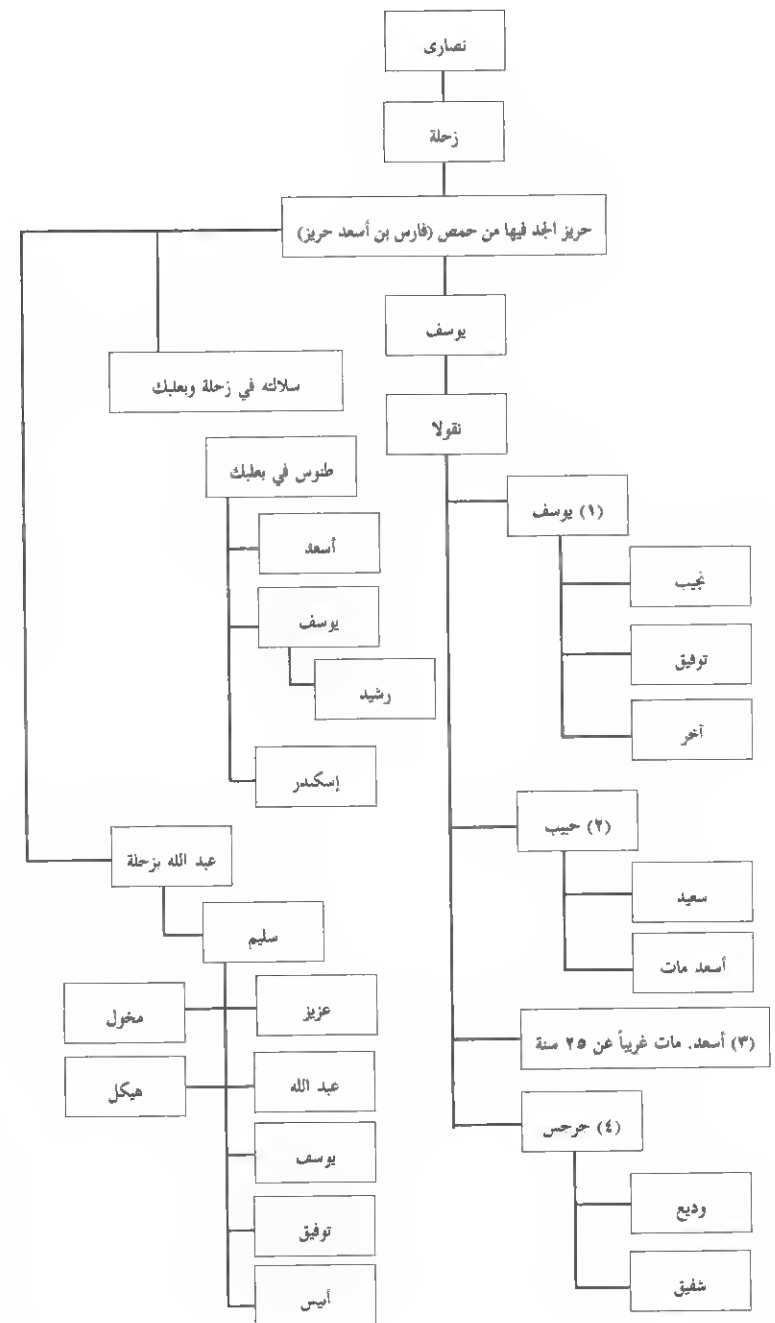 نصارى
زحلة
حريز الجد فيها من حمص (فارس بن أسعد حريز)
يوسف
نقولا
(١) يوسف
نجيب
توفيق
آخر
(٢) حبيب
سعيد
أسعد مات
(٣) أسعد. مات غريباً عن ٢٥ سنة
(٤) جرجس
وديع
شفيق
سلالته في زحلة وبعلبك
طنوس في بعلبك
أسعد
يوسف
رشيد
إسكندر
عبد الله بزحلة
سليم
عزيز
مخول
عبد الله
هيكل
يوسف
توفيق
أنيس